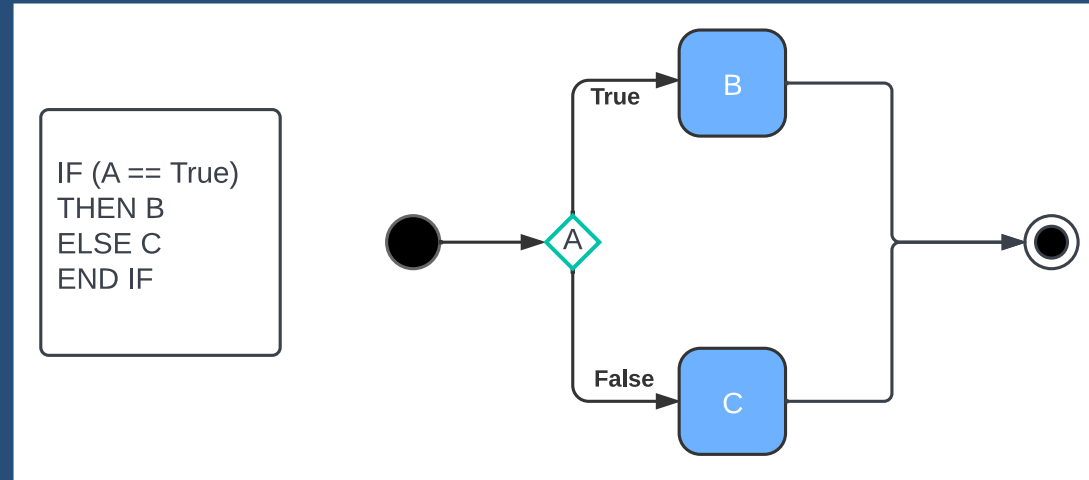 IF (A == True)
THEN B
ELSE C
END IF
True
B
A
False
C